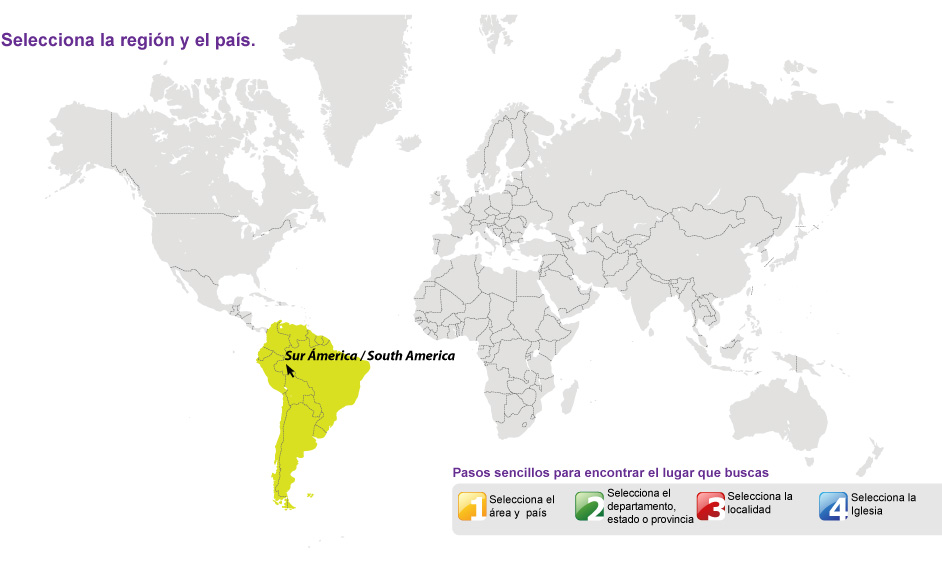 Selecciona la región y el país.
Sur Ámerica / South America
Pasos sencillos para encontrar el lugar que buscas
1
Selecciona el
área y país
2
Selecciona el
departamento,
estado o provincia
3
Selecciona la
localidad
4
Selecciona la
Iglesia